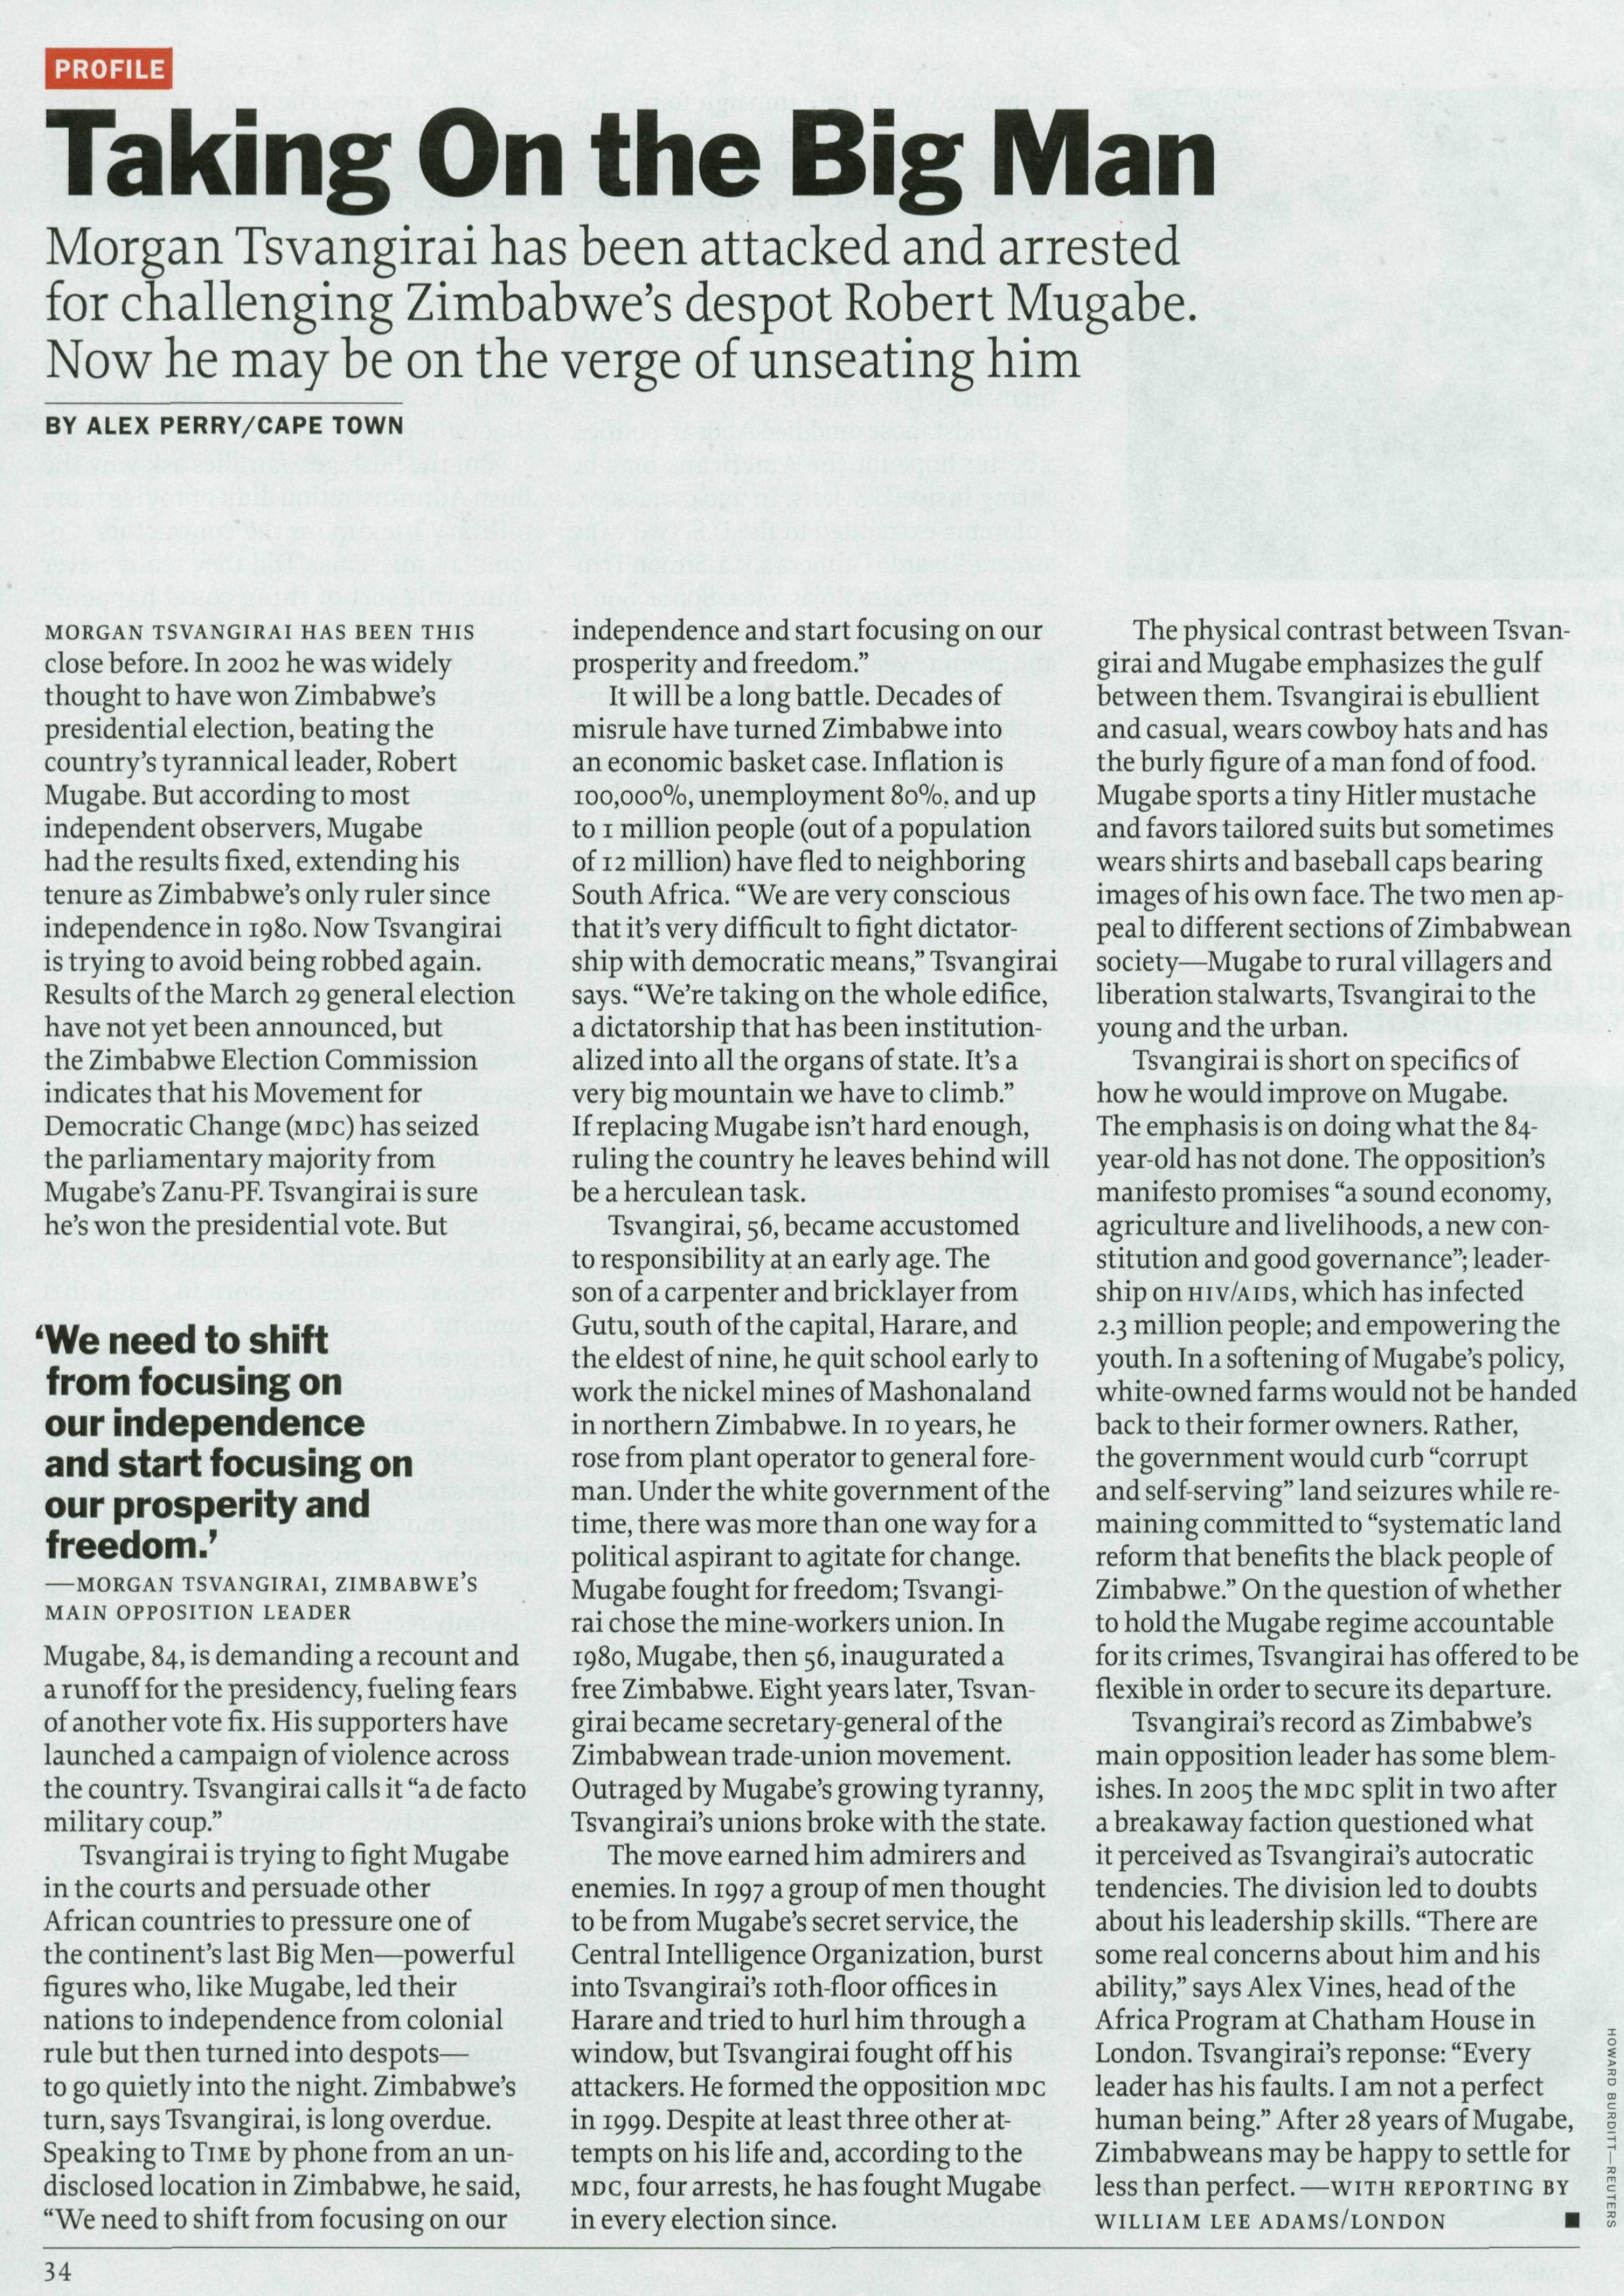 PROFILE
Taking On the Big Man
Morgan Tsvangirai has been attacked and arrested
for challenging Zimbabwe's despot Robert Mugabe.
Now he may be on the verge of unseating him
BY ALEX PERRY/CAPE TOWN
MORGAN TSVANGIRAI HAS BEEN THIS
close before. In 2002 he was widely
thought to have won Zimbabwe's
presidential election, beating the
country's tyrannical leader, Robert
Mugabe. But according to most
independent observers, Mugabe
had the results fixed, extending his
tenure as Zimbabwe's only ruler since
independence in 1980. Now Tsvangirai
is trying to avoid being robbed again.
Results of the March 29 general election
have not yet been announced, but
the Zimbabwe Election Commission
indicates that his Movement for
Democratic Change (MDC) has seized
the parliamentary majority from
Mugabe's Zanu-PF. Tsvangirai is sure
he's won the presidential vote. But
'We need to shift
from focusing on
our independence
and start focusing on
our prosperity and
freedom.'
—MORGAN TSVANGIRAI, ZIMBABWE'S
MAIN OPPOSITION LEADER
Mugabe, 84, is demanding a recount and
a runoff for the presidency, fueling fears
of another vote fix. His supporters have
launched a campaign of violence across
the country. Tsvangirai calls it "a de facto
military coup."
Tsvangirai is trying to fight Mugabe
in the courts and persuade other
African countries to pressure one of
the continent's last Big Men—powerful
figures who, like Mugabe, led their
nations to independence from colonial
rule but then turned into despots—
to go quietly into the night. Zimbabwe's
turn, says Tsvangirai, is long overdue.
Speaking to TIME by phone from an un-
disclosed location in Zimbabwe, he said,
"We need to shift from focusing on our
independence and start focusing on our
prosperity and freedom."
It will be a long battle. Decades of
misrule have turned Zimbabwe into
an economic basket case. Inflation is
100,000%, unemployment 80%, and up
to 1 million people (out of a population
of 12 million) have fled to neighboring
South Africa. "We are very conscious
that it's very difficult to fight dictator-
ship with democratic means," Tsvangirai
says. "We're taking on the whole edifice,
a dictatorship that has been institution-
alized into all the organs of state. It's a
very big mountain we have to climb."
If replacing Mugabe isn't hard enough,
ruling the country he leaves behind will
be a herculean task.
Tsvangirai, 56, became accustomed
to responsibility at an early age. The
son of a carpenter and bricklayer from
Gutu, south of the capital, Harare, and
the eldest of nine, he quit school early to
work the nickel mines of Mashonaland
in northern Zimbabwe. In 10 years, he
rose from plant operator to general fore-
man. Under the white government of the
time, there was more than one way for a
political aspirant to agitate for change.
Mugabe fought for freedom; Tsvangi-
rai chose the mine-workers union. In
1980, Mugabe, then 56, inaugurated a
free Zimbabwe. Eight years later, Tsvan-
girai became secretary-general of the
Zimbabwean trade-union movement.
Outraged by Mugabe's growing tyranny,
Tsvangirai's unions broke with the state.
The move earned him admirers and
enemies. In 1997 a group of men thought
to be from Mugabe's secret service, the
Central Intelligence Organization, burst
into Tsvangirai's 10th-floor offices in
Harare and tried to hurl him through a
window, but Tsvangirai fought off his
attackers. He formed the opposition MDC
in 1999. Despite at least three other at-
tempts on his life and, according to the
MDC, four arrests, he has fought Mugabe
in every election since.
The physical contrast between Tsvan-
girai and Mugabe emphasizes the gulf
between them. Tsvangirai is ebullient
and casual, wears cowboy hats and has
the burly figure of a man fond of food.
Mugabe sports a tiny Hitler mustache
and favors tailored suits but sometimes
wears shirts and baseball caps bearing
images of his own face. The two men ap-
peal to different sections of Zimbabwean
society—Mugabe to rural villagers and
liberation stalwarts, Tsvangirai to the
young and the urban.
Tsvangirai is short on specifics of
how he would improve on Mugabe.
The emphasis is on doing what the 84-
year-old has not done. The opposition's
manifesto promises "a sound economy,
agriculture and livelihoods, a new con-
stitution and good governance"; leader-
ship on HIV/AIDS, which has infected
2.3 million people; and empowering the
youth. In a softening of Mugabe's policy,
white-owned farms would not be handed
back to their former owners. Rather,
the government would curb "corrupt
and self-serving" land seizures while re-
maining committed to "systematic land
reform that benefits the black people of
Zimbabwe." On the question of whether
to hold the Mugabe regime accountable
for its crimes, Tsvangirai has offered to be
flexible in order to secure its departure.
Tsvangirai's record as Zimbabwe's
main opposition leader has some blem-
ishes. In 2005 the MDC split in two after
a breakaway faction questioned what
it perceived as Tsvangirai's autocratic
tendencies. The division led to doubts
about his leadership skills. "There are
some real concerns about him and his
ability," says Alex Vines, head of the
Africa Program at Chatham House in
London. Tsvangirai's reponse: "Every
leader has his faults. I am not a perfect
human being." After 28 years of Mugabe,
Zimbabweans may be happy to settle for
less than perfect. —WITH REPORTING BY
WILLIAM LEE ADAMS/LONDON ■
HOWARD BURDITT—REUTERS
34